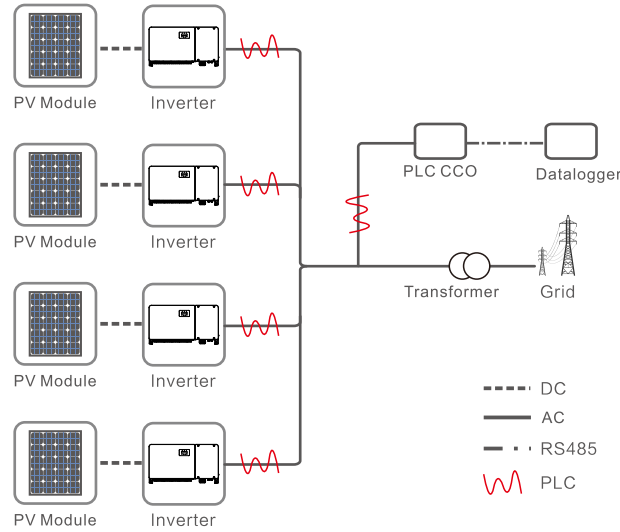 PV Module
Inverter
PV Module
Inverter
PV Module
Inverter
PV Module
Inverter
PLC CCO
Datalogger
Transformer
Grid
DC
AC
RS485
PLC